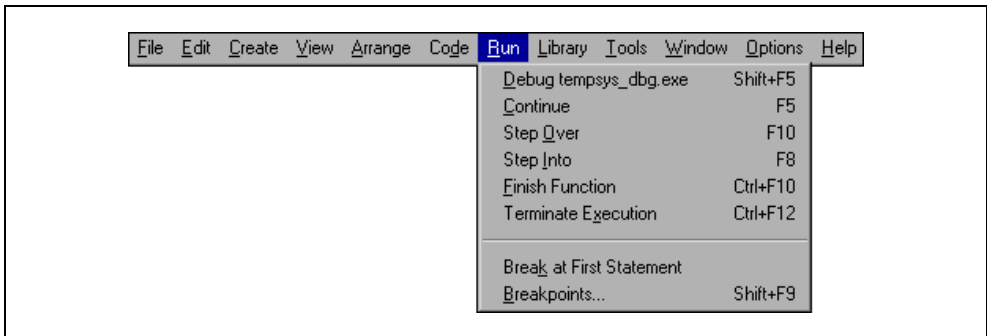 File Edit Create View Arrange Code Run Library Tools Window Options Help
Debug tempsys_dbg.exe Shift+F5
Continue F5
Step Over F10
Step Into F8
Finish Function Ctrl+F10
Terminate Execution Ctrl+F12
Break at First Statement
Breakpoints... Shift+F9